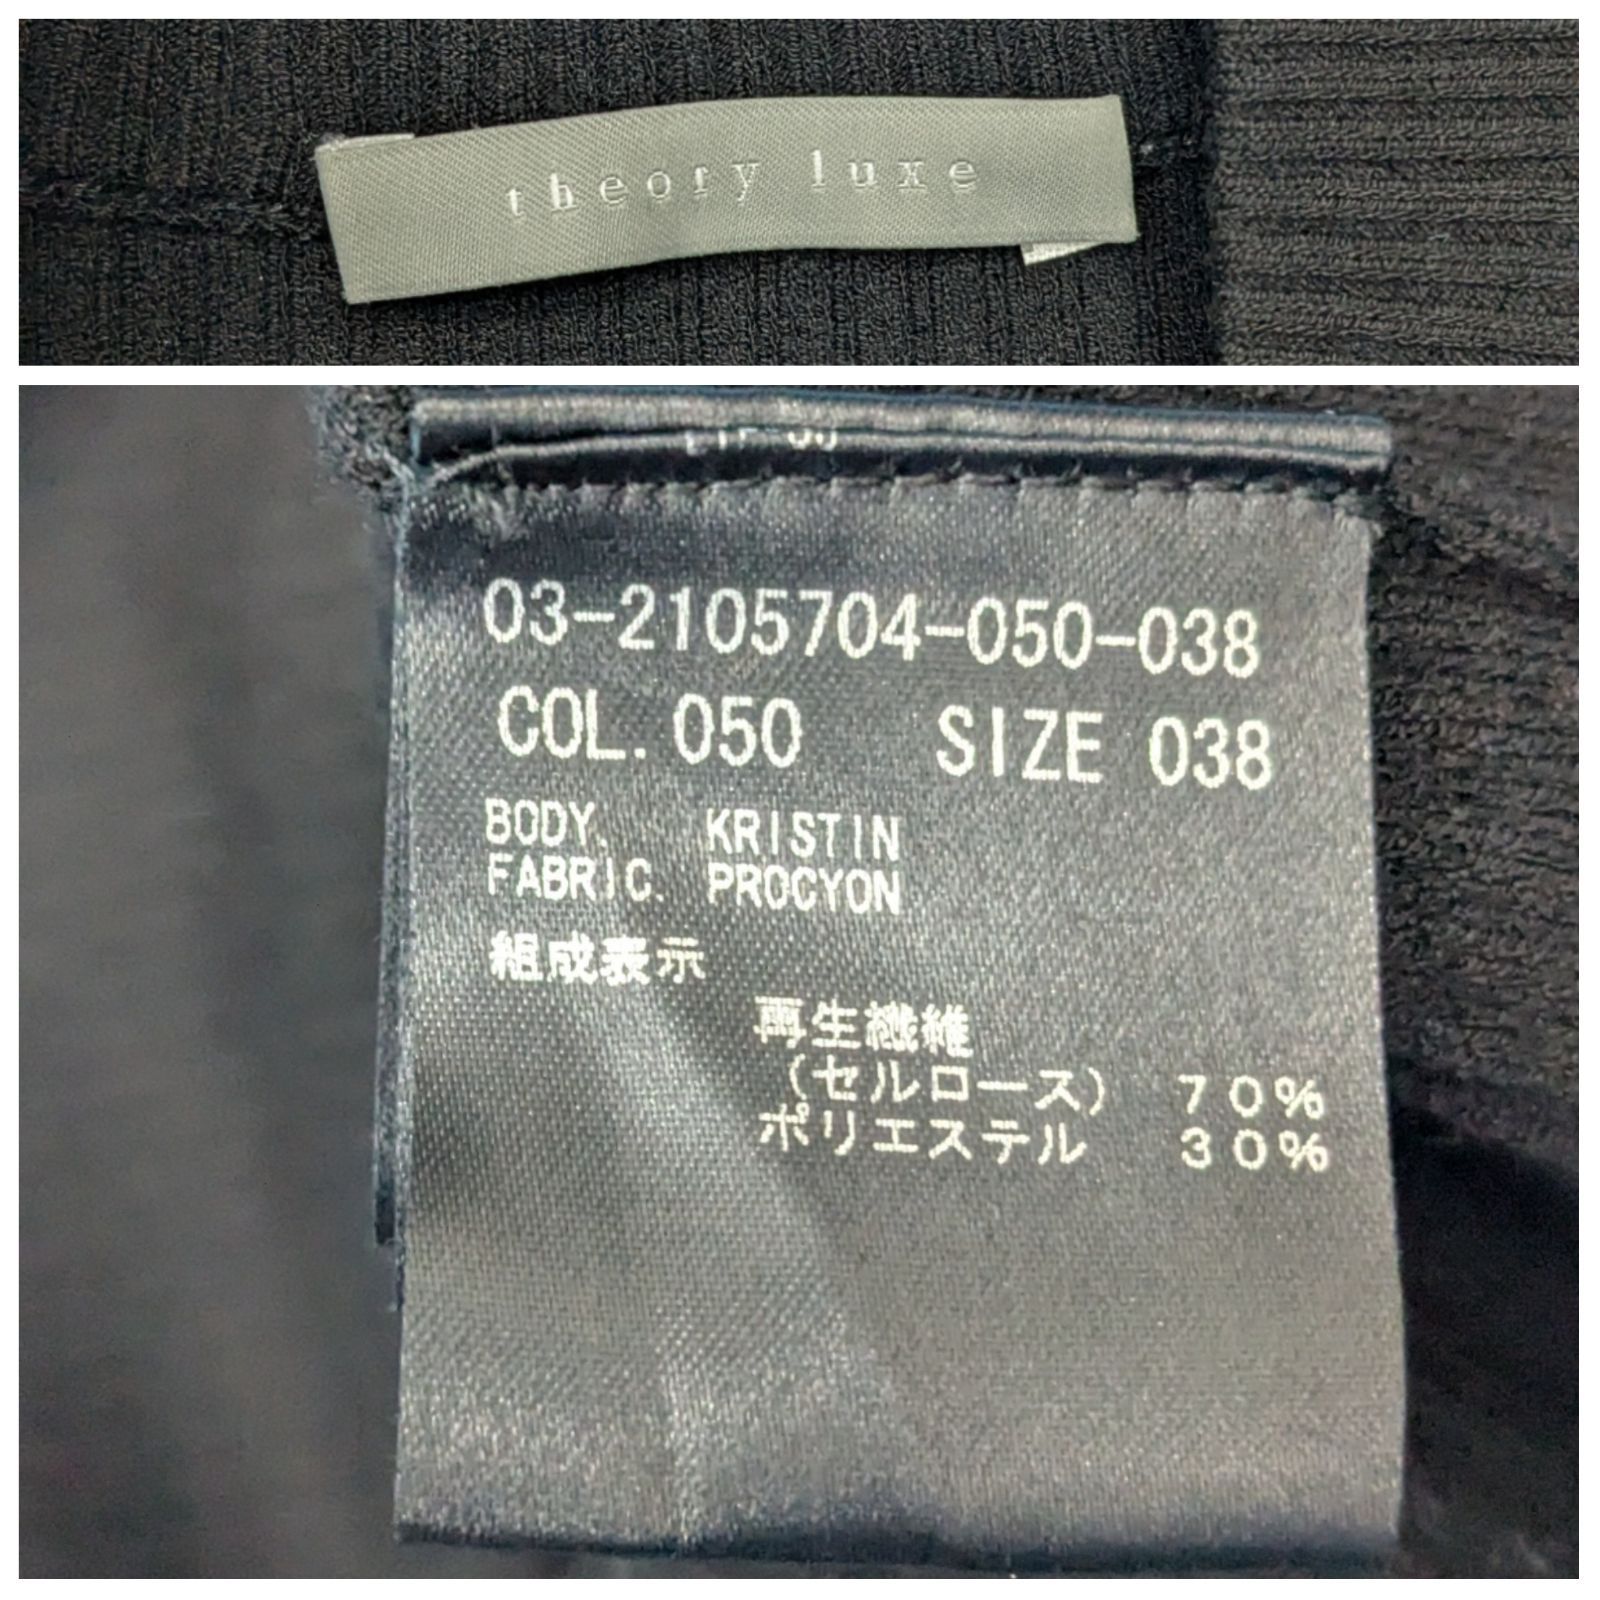 theory luxe
03-2105704-050-038
COL. 050 SIZE 038
BODY. KRISTIN
FABRIC. PROCYON
組成表示
再生繊維
(セルロース) 70%
ポリエステル 30%